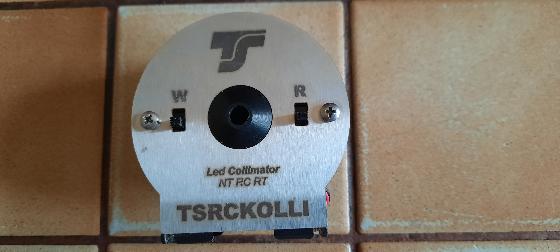 TS
W R
Led Collimator
NT RC RT
TSRCKOLLI